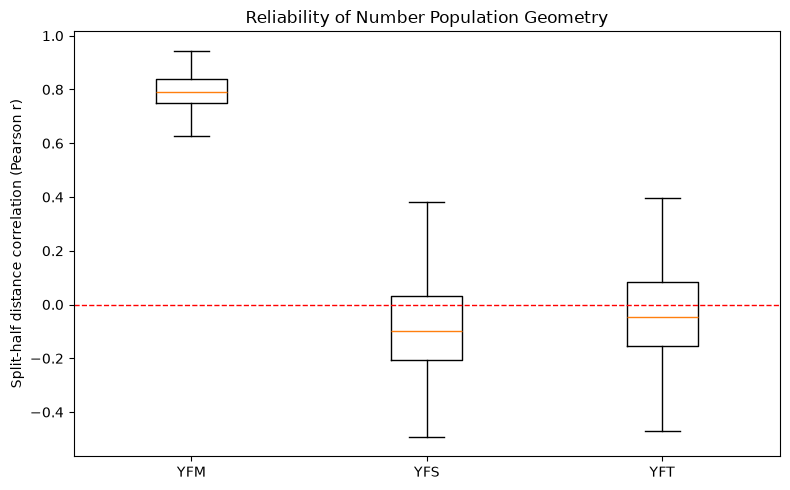 Reliability of Number Population Geometry
Split-half distance correlation (Pearson r)
1.0
0.8
0.6
0.4
0.2
0.0
−0.2
−0.4
YFM YFS YFT